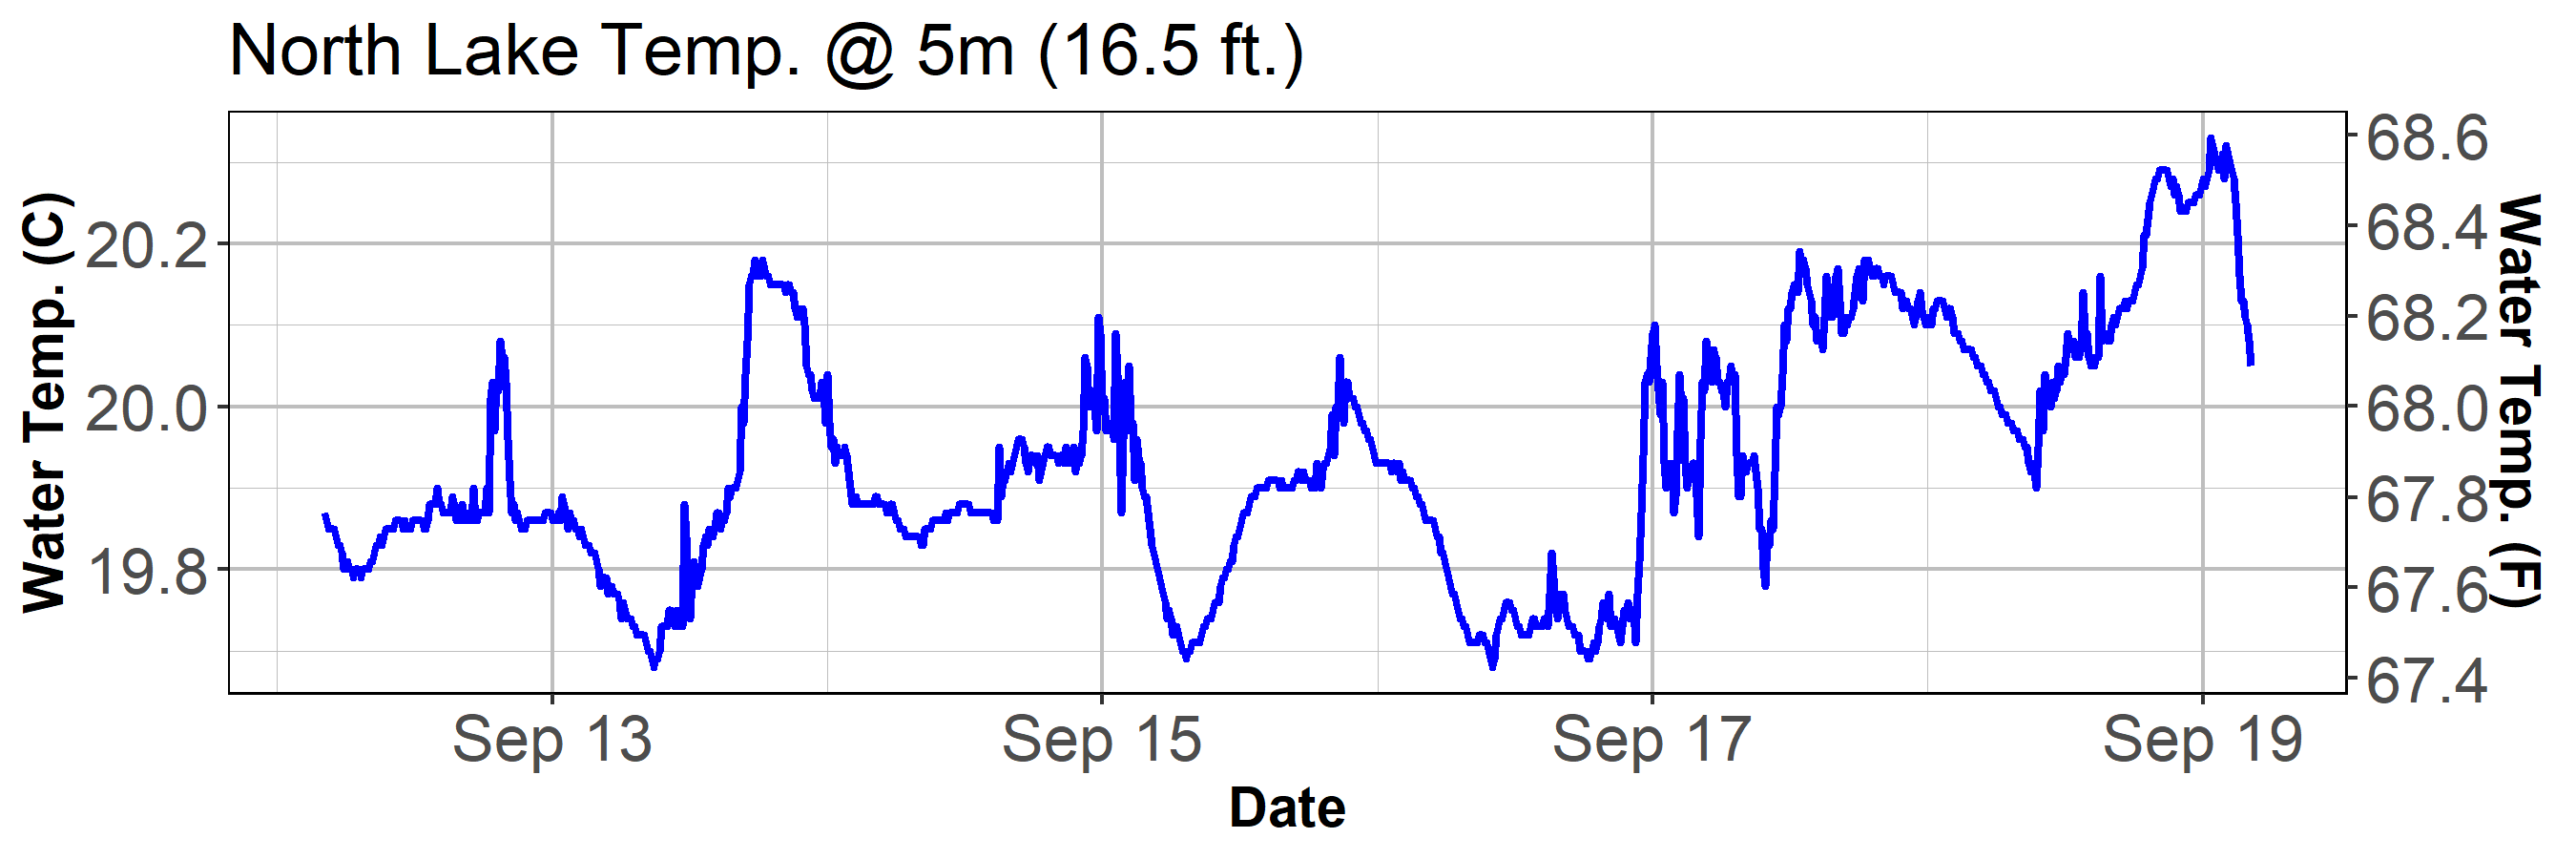 North Lake Temp. @ 5m (16.5 ft.)
Water Temp. (C)
20.2
20.0
19.8
68.6
68.4
68.2
68.0
67.8
67.6
67.4
Water Temp. (F)
Sep 13
Sep 15
Sep 17
Sep 19
Date